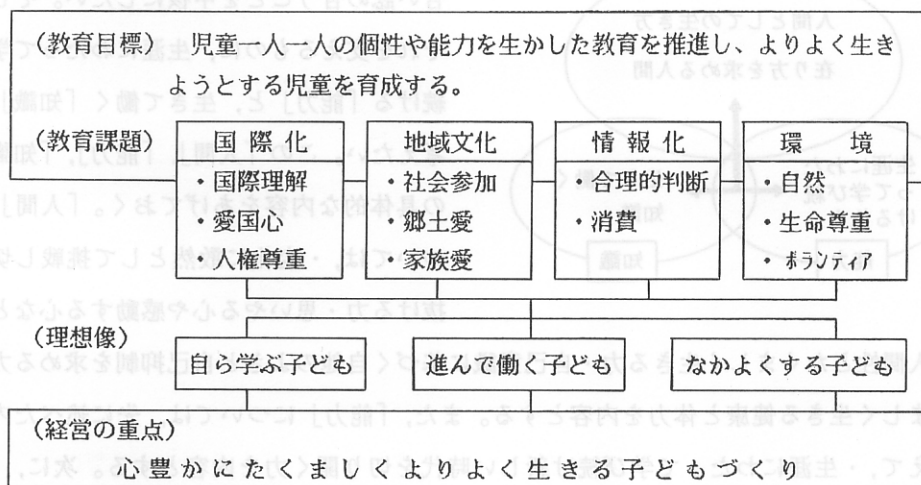 (教育目標) 児童一人一人の個性や能力を生かした教育を推進し、よりよく生き
ようとする児童を育成する。
(教育課題)
国際化
・国際理解
・愛国心
・人権尊重
地域文化
・社会参加
・郷土愛
・家族愛
情報化
・合理的判断
・消費
環境
・自然
・生命尊重
・ボランティア
(理想像)
自ら学ぶ子ども
進んで働く子ども
なかよくする子ども
(経営の重点)
心豊かにたくましくよりよく生きる子どもづくり